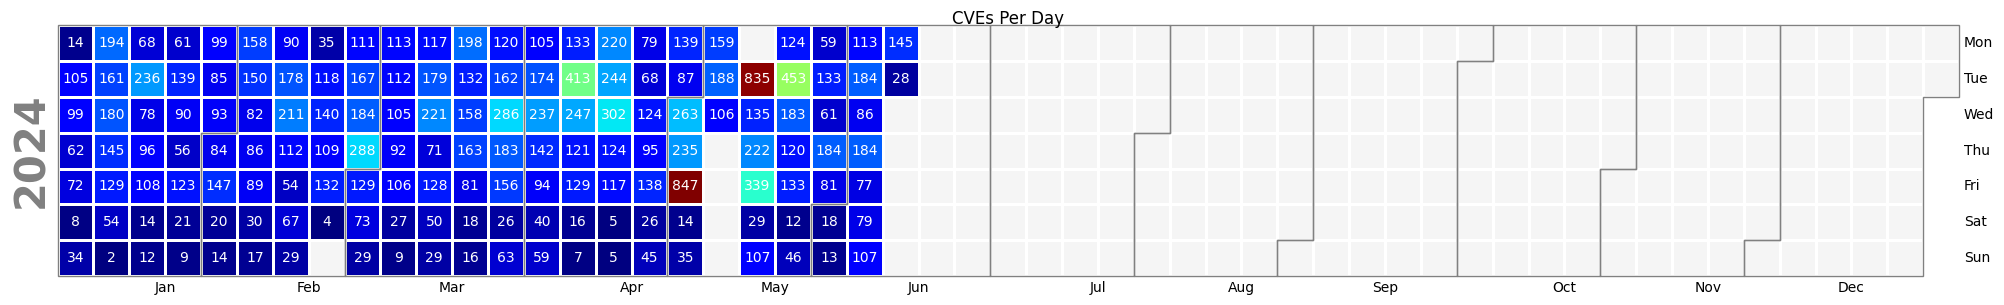 CVEs Per Day
2024
14 194 68 61 99 158 90 35 111 113 117 198 120 105 133 220 79 139 159 124 59 113 145 Mon
105 161 236 139 85 150 178 118 167 112 179 132 162 174 413 244 68 87 188 835 453 133 184 28 Tue
99 180 78 90 93 82 211 140 184 105 221 158 286 237 247 302 124 263 106 135 183 61 86 Wed
62 145 96 56 84 86 112 109 288 92 71 163 183 142 121 124 95 235 222 120 184 184 Thu
72 129 108 123 147 89 54 132 129 106 128 81 156 94 129 117 138 847 339 133 81 77 Fri
8 54 14 21 20 30 67 4 73 27 50 18 26 40 16 5 26 14 29 12 18 79 Sat
34 2 12 9 14 17 29 29 9 29 16 63 59 7 5 45 35 107 46 13 107 Sun
Jan Feb Mar Apr May Jun Jul Aug Sep Oct Nov Dec